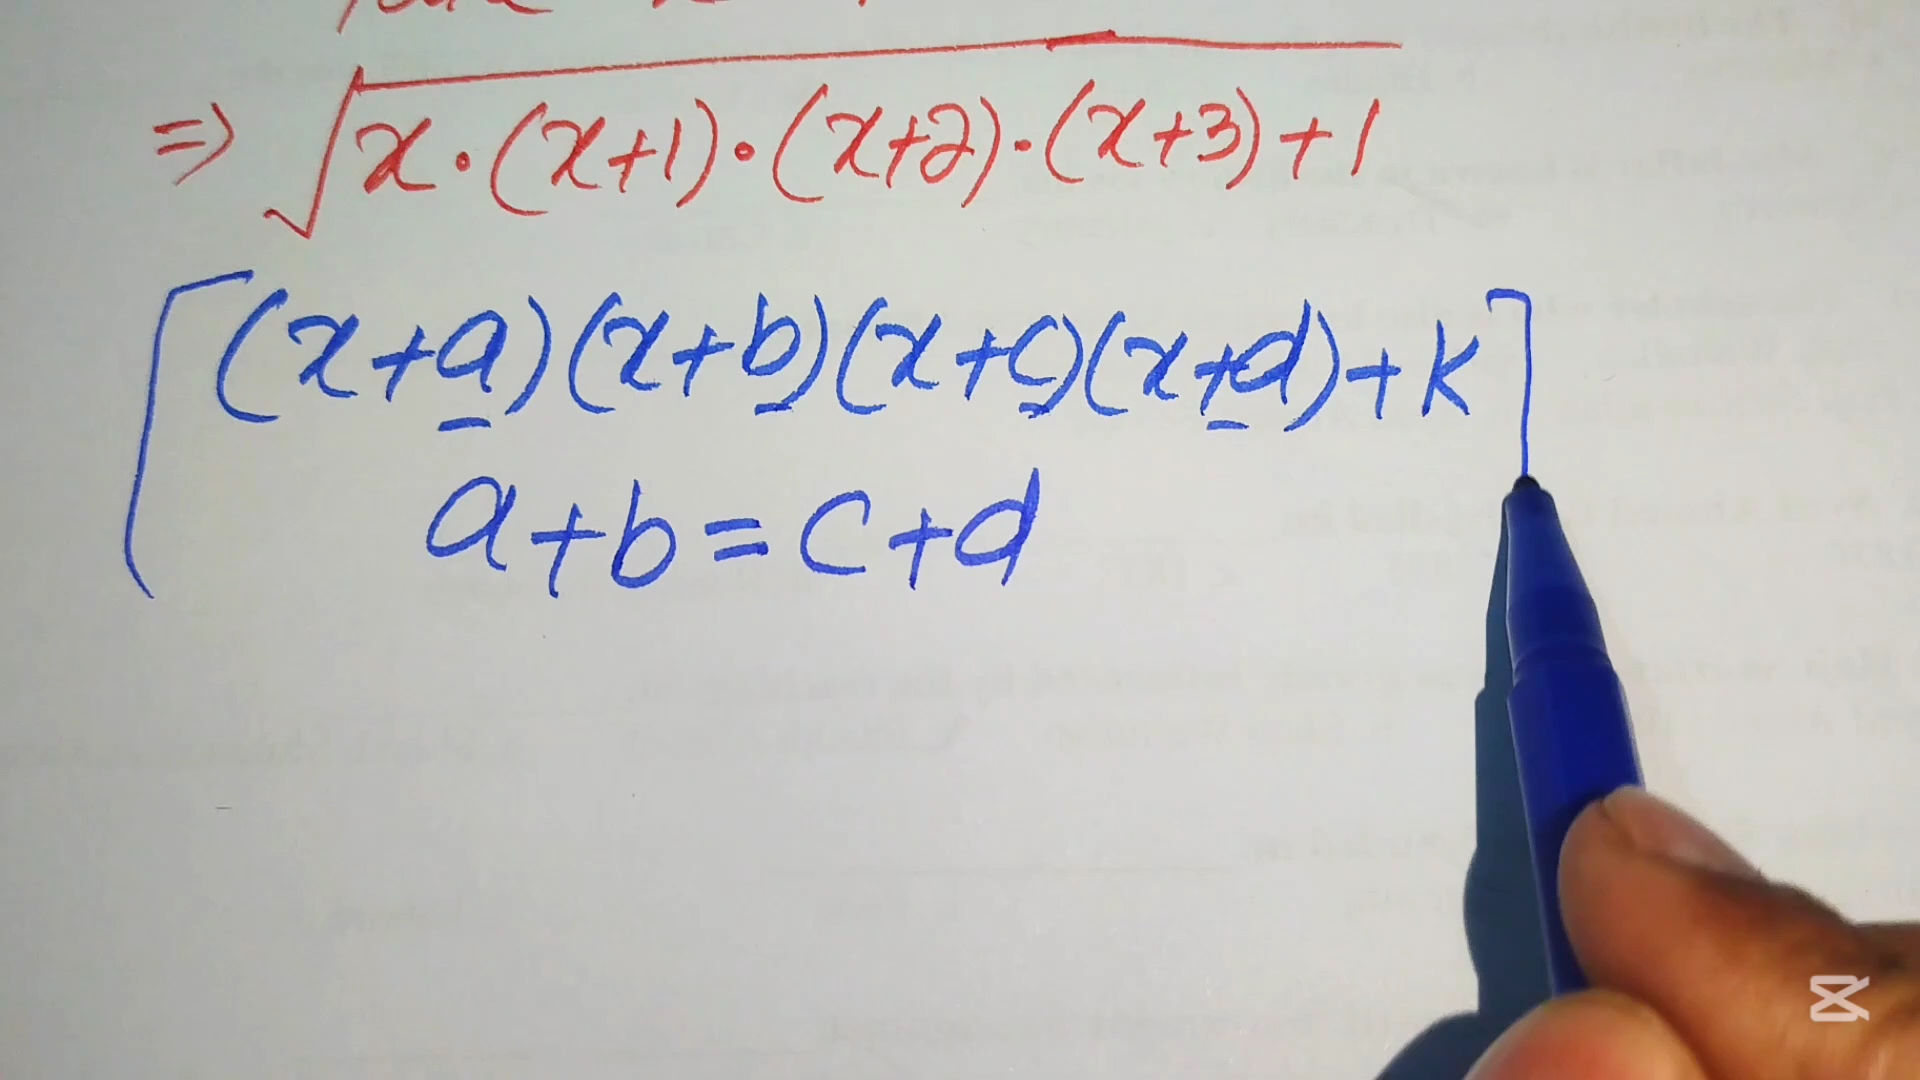 => √x·(x+1)·(x+2)·(x+3)+1
[(x+a)(x+b)(x+c)(x+d)+k]
a+b=c+d